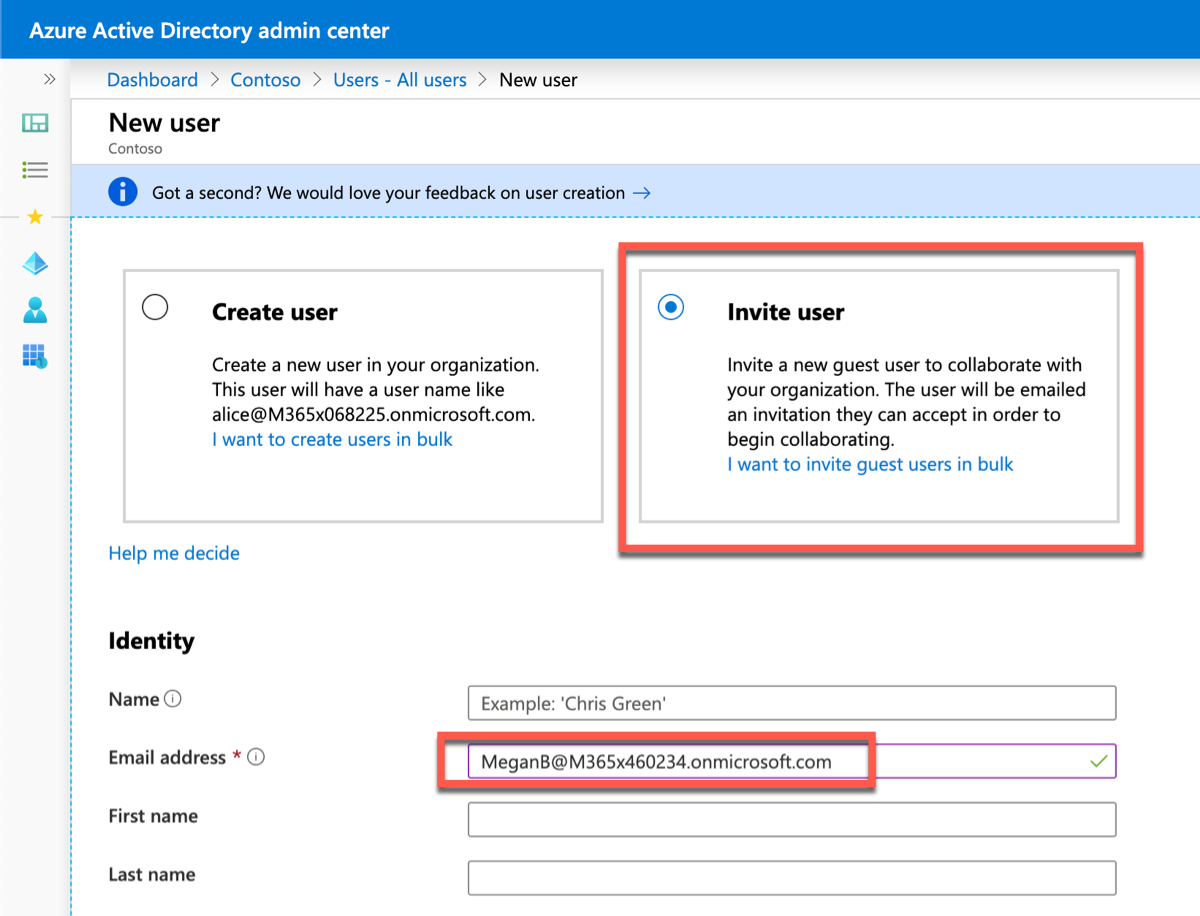 Azure Active Directory admin center
Dashboard > Contoso > Users - All users > New user
New user
Contoso
Got a second? We would love your feedback on user creation →
Create user
Create a new user in your organization.
This user will have a user name like
alice@M365x068225.onmicrosoft.com.
I want to create users in bulk
Invite user
Invite a new guest user to collaborate with
your organization. The user will be emailed
an invitation they can accept in order to
begin collaborating.
I want to invite guest users in bulk
Help me decide
Identity
Name
Example: 'Chris Green'
Email address *
MeganB@M365x460234.onmicrosoft.com
First name
Last name